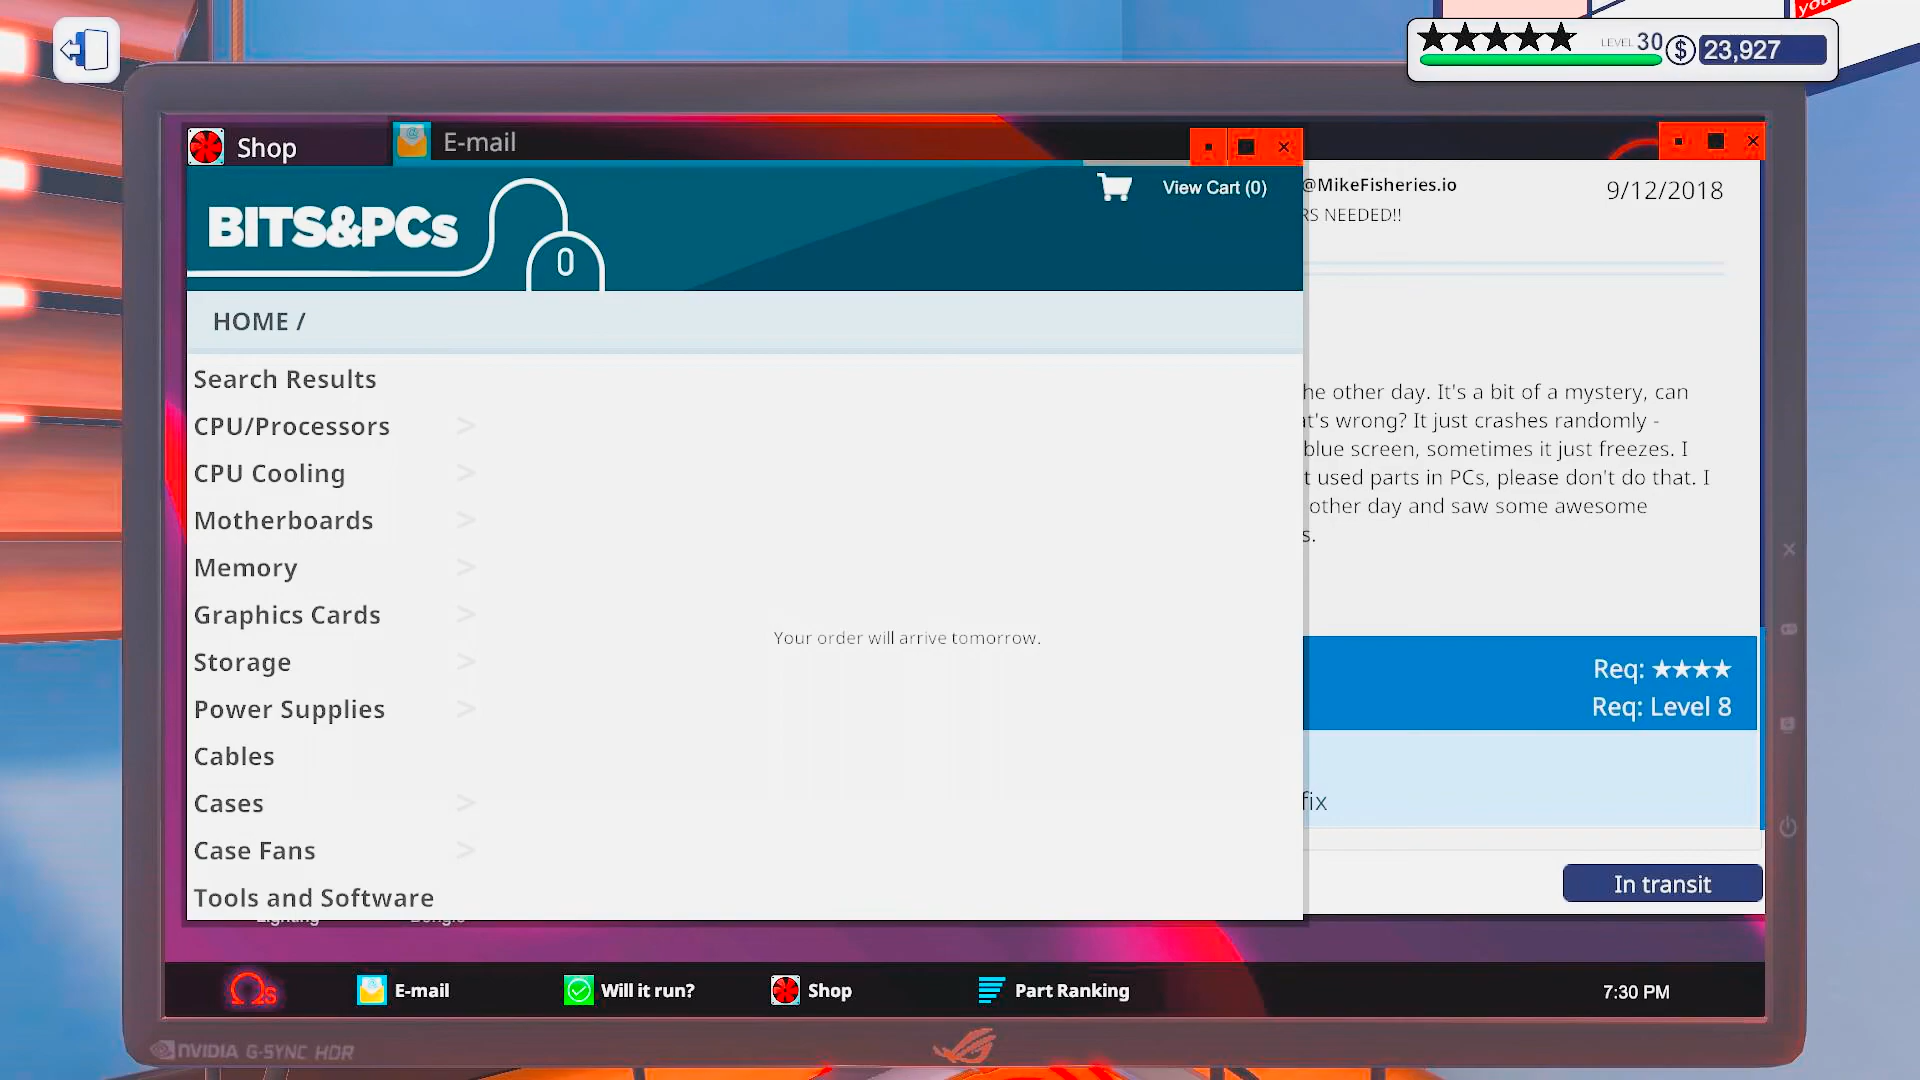 LEVEL 30
$ 23,927
Shop
E-mail
View Cart (0)
BITS&PCs
@MikeFisheries.io
9/12/2018
RS NEEDED!!
HOME /
Search Results
CPU/Processors >
CPU Cooling >
Motherboards >
Memory >
Graphics Cards >
Storage >
Power Supplies >
Cables
Cases >
Case Fans >
Tools and Software
Your order will arrive tomorrow.
he other day. It's a bit of a mystery, can
at's wrong? It just crashes randomly -
blue screen, sometimes it just freezes. I
t used parts in PCs, please don't do that. I
other day and saw some awesome
s.
Req: ★★★★
Req: Level 8
fix
In transit
E-mail
Will it run?
Shop
Part Ranking
7:30 PM
NVIDIA G-SYNC HDR